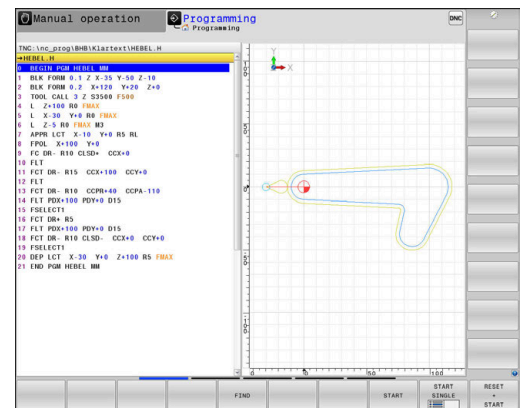 Manual operation
Programming
Programming
DNC
TNC:\nc_prog\BHB\Klartext\HEBEL.H
→HEBEL.H
0 BEGIN PGM HEBEL MM
1 BLK FORM 0.1 Z X-35 Y-50 Z-10
2 BLK FORM 0.2 X+120 Y+20 Z+0
3 TOOL CALL 3 Z S3500 F500
4 L Z+100 R0 FMAX
5 L X-30 Y+0 R0 FMAX
6 L Z-5 R0 FMAX M3
7 APPR LCT X-10 Y+0 R5 RL
8 FPOL X+100 Y+0
9 FC DR- R10 CLSD+ CCX+0
10 FLT
11 FCT DR- R15 CCX+100 CCY+0
12 FLT
13 FCT DR- R10 CCPR+40 CCPA-110
14 FLT PDX+100 PDY+0 D15
15 FSELECT1
16 FCT DR+ R5
17 FLT PDX+100 PDY+0 D15
18 FCT DR- R10 CLSD- CCX+0 CCY+0
19 FSELECT1
20 DEP LCT X-30 Y+0 Z+100 R5 FMAX
21 END PGM HEBEL MM
Y
X
0
50
100
FIND
START
START SINGLE
RESET + START